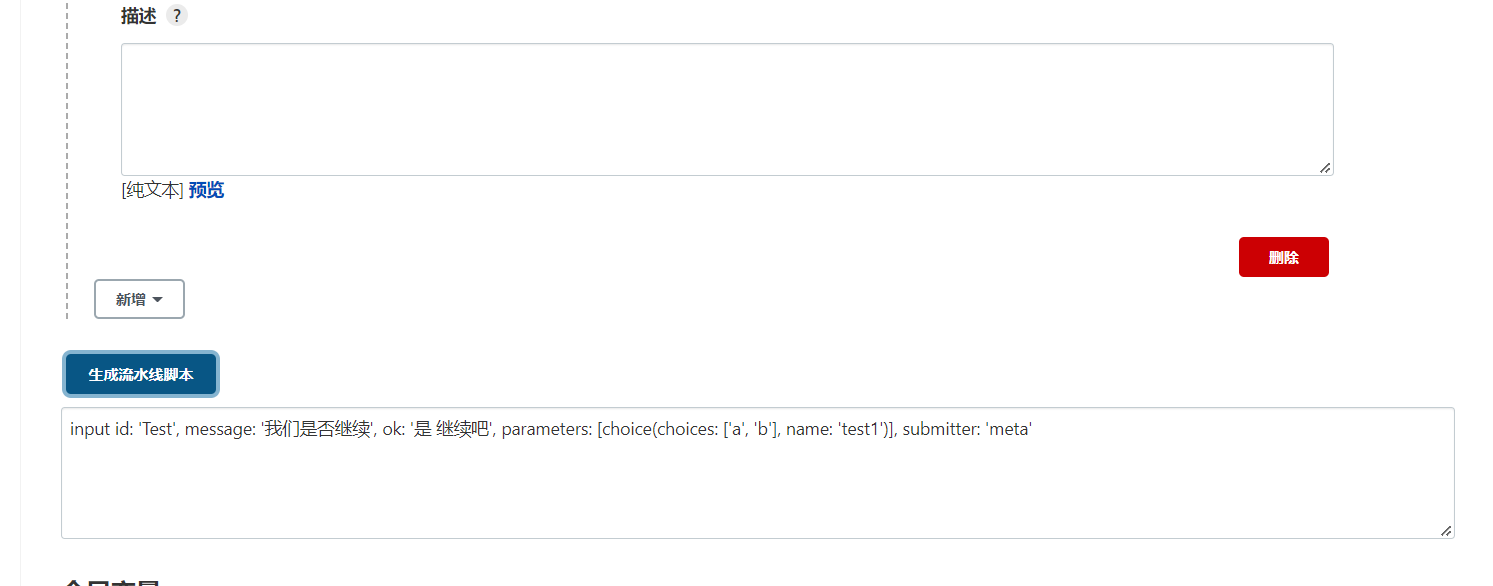 描述 ?
[纯文本] 预览
删除
新增
生成流水线脚本
input id: 'Test', message: '我们是否继续', ok: '是 继续吧', parameters: [choice(choices: ['a', 'b'], name: 'test1')], submitter: 'meta'